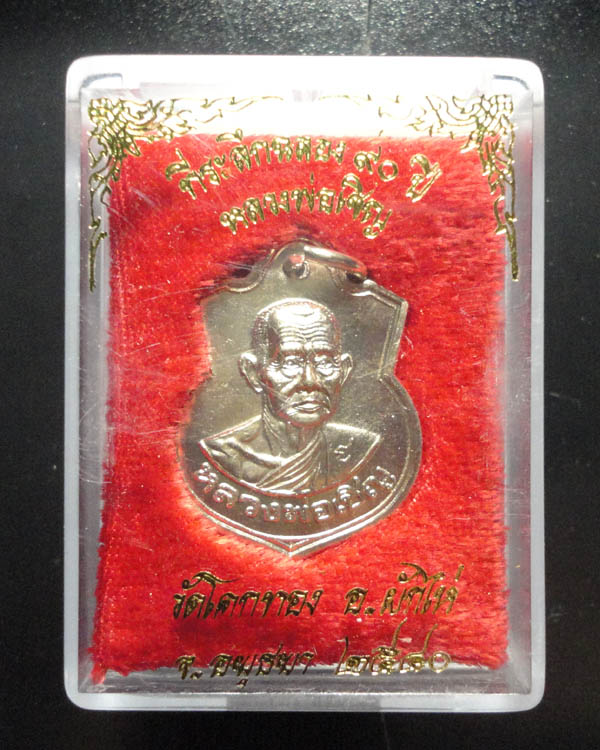 ที่ระลึกฉลอง ๙๐ ปี
หลวงพ่อเชิญ
ร
หลวงพ่อเชิญ
วัดโคกทอง อ.ผักไห่
จ.อยุธยา ๒๕๔๐